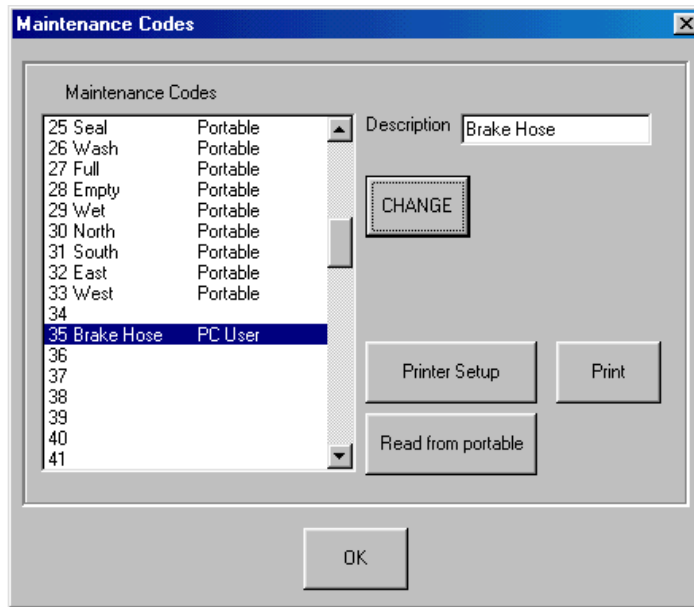 Maintenance Codes
Maintenance Codes
25 Seal Portable
26 Wash Portable
27 Full Portable
28 Empty Portable
29 Wet Portable
30 North Portable
31 South Portable
32 East Portable
33 West Portable
34
35 Brake Hose PC User
36
37
38
39
40
41
Description Brake Hose
CHANGE
Printer Setup
Print
Read from portable
OK